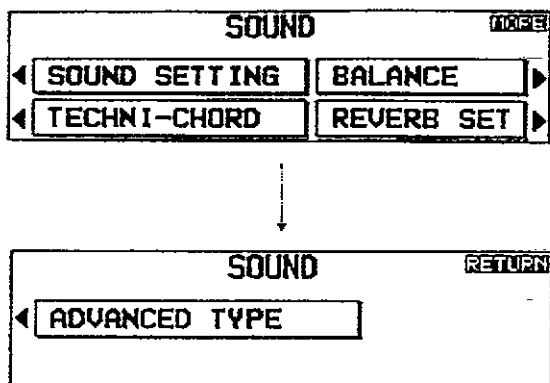 SOUND MORE
SOUND SETTING BALANCE
TECHNI-CHORD REVERB SET
SOUND RETURN
ADVANCED TYPE